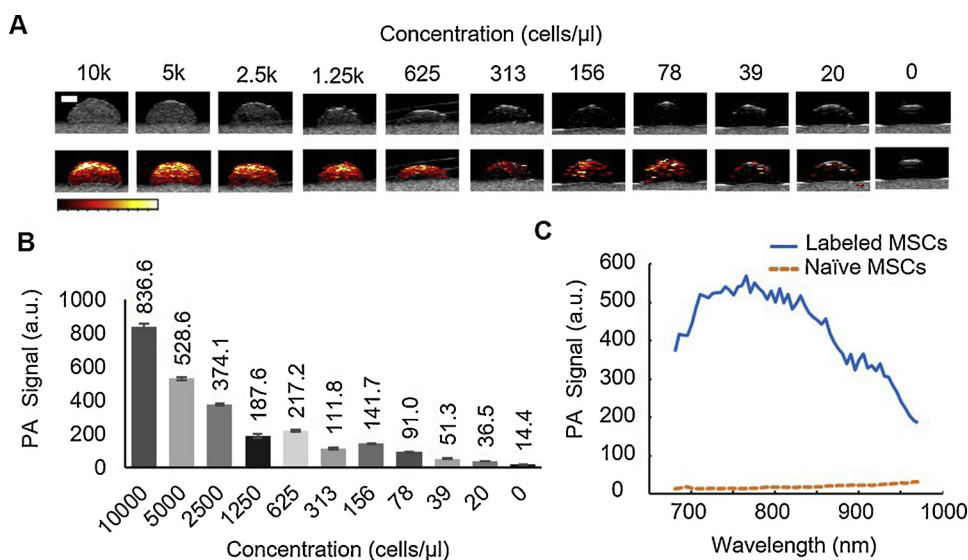 A
Concentration (cells/µl)
10k 5k 2.5k 1.25k 625 313 156 78 39 20 0
B
PA Signal (a.u.)
1000
800
600
400
200
0
836.6
528.6
374.1
187.6
217.2
111.8
141.7
91.0
51.3
36.5
14.4
10000 5000 2500 1250 625 313 156 78 39 20 0
Concentration (cells/µl)
C
Labeled MSCs
Naïve MSCs
PA Signal (a.u.)
600
500
400
300
200
100
0
700 800 900 1000
Wavelength (nm)